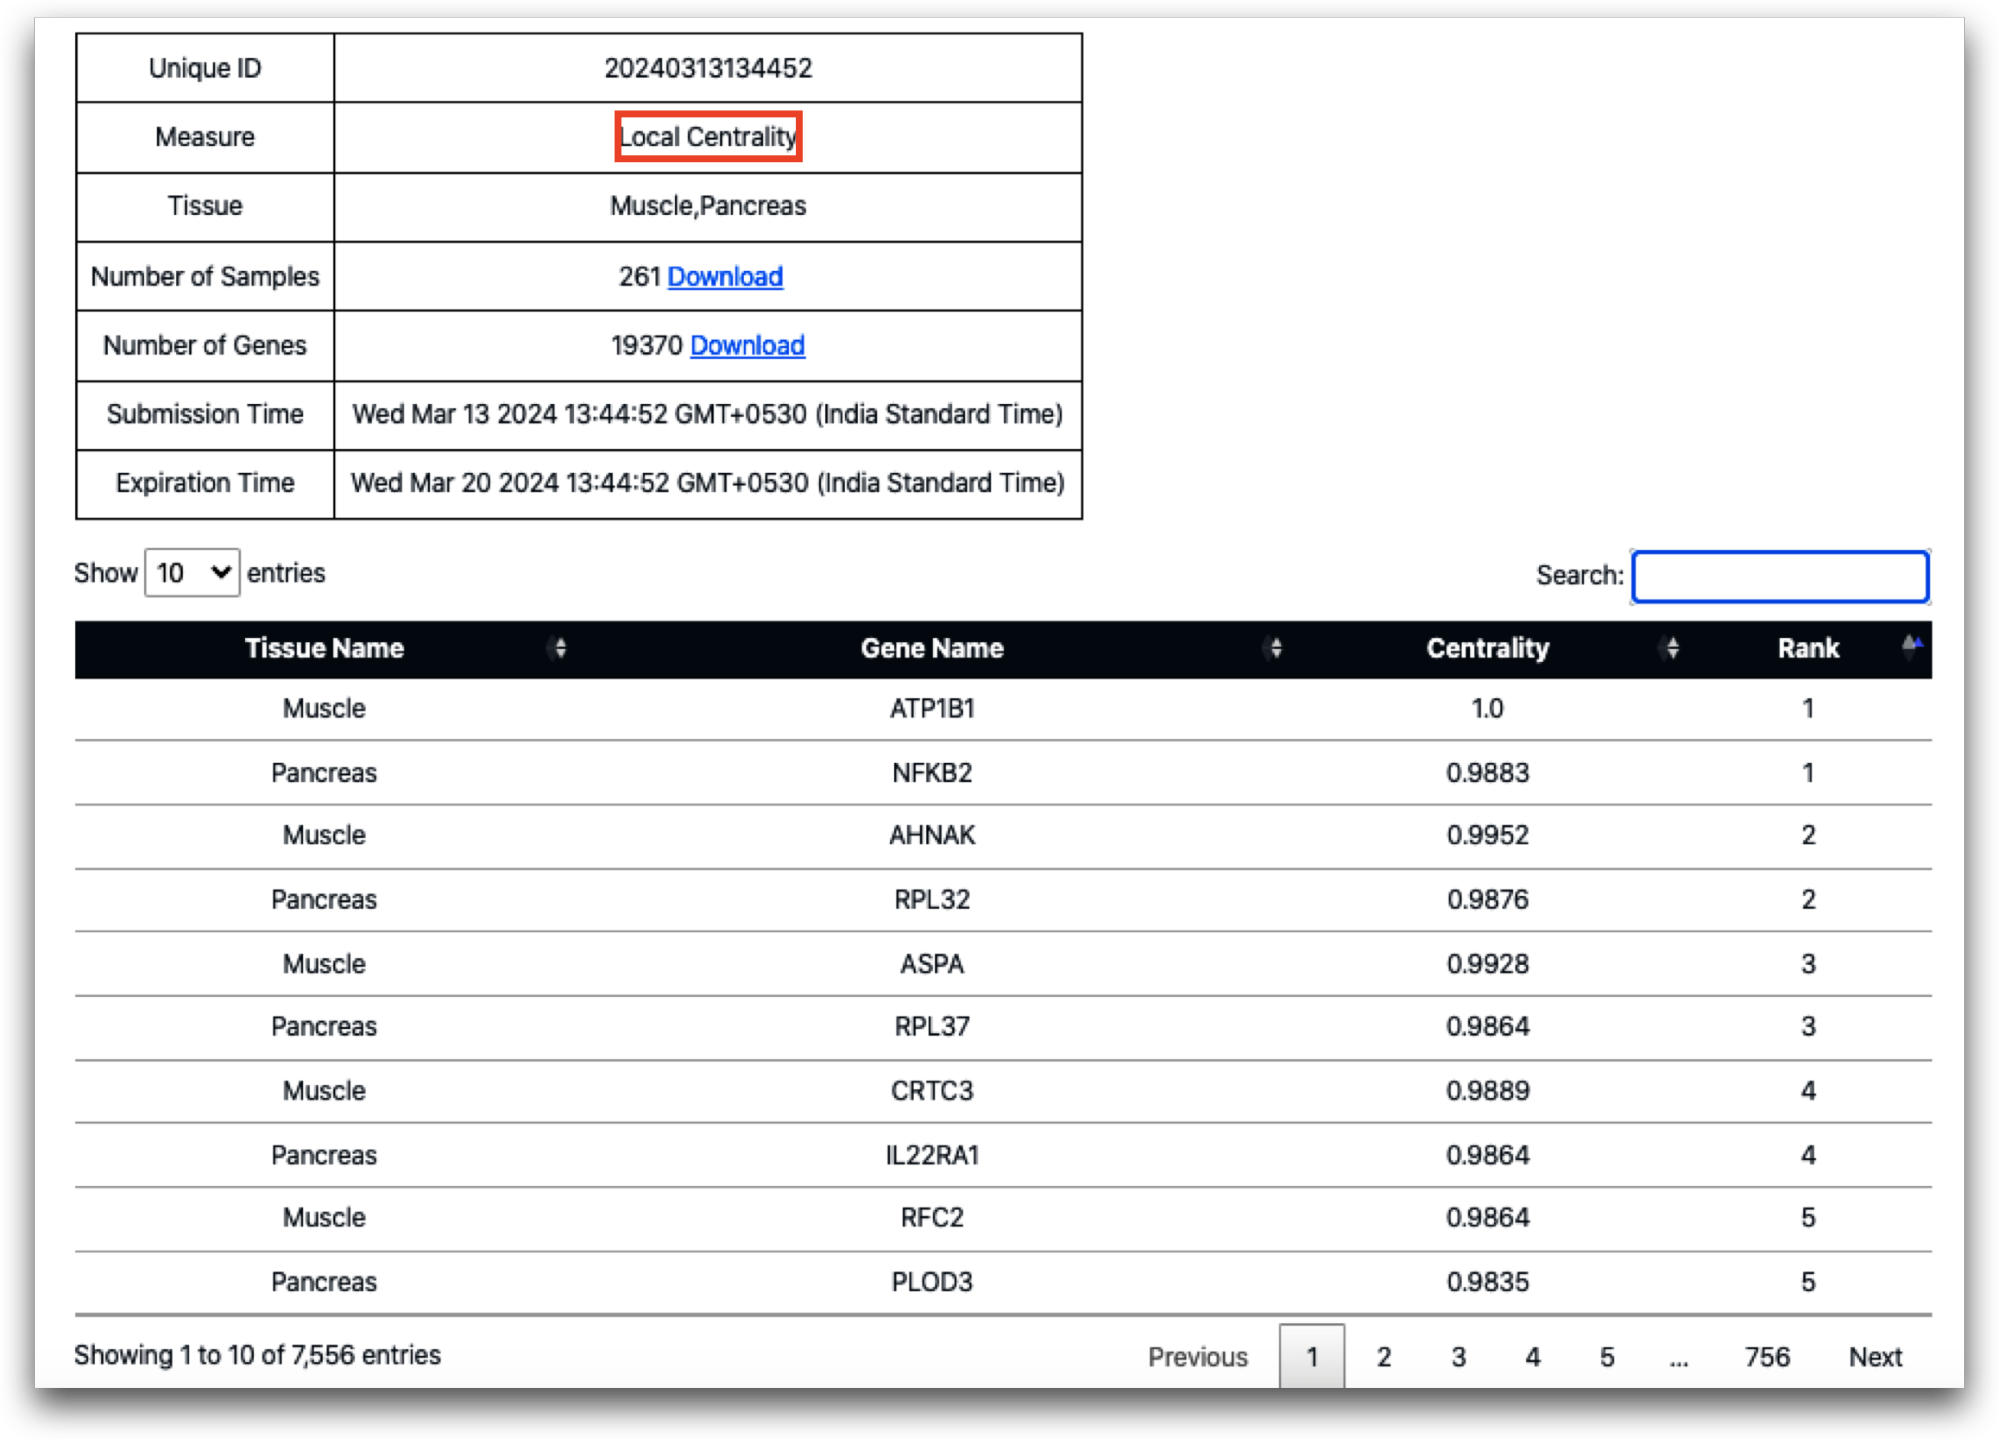 Unique ID 20240313134452
Measure Local Centrality
Tissue Muscle,Pancreas
Number of Samples 261 Download
Number of Genes 19370 Download
Submission Time Wed Mar 13 2024 13:44:52 GMT+0530 (India Standard Time)
Expiration Time Wed Mar 20 2024 13:44:52 GMT+0530 (India Standard Time)
Show 10 entries Search:
Tissue Name Gene Name Centrality Rank
Muscle ATP1B1 1.0 1
Pancreas NFKB2 0.9883 1
Muscle AHNAK 0.9952 2
Pancreas RPL32 0.9876 2
Muscle ASPA 0.9928 3
Pancreas RPL37 0.9864 3
Muscle CRTC3 0.9889 4
Pancreas IL22RA1 0.9864 4
Muscle RFC2 0.9864 5
Pancreas PLOD3 0.9835 5
Showing 1 to 10 of 7,556 entries Previous 1 2 3 4 5 ... 756 Next